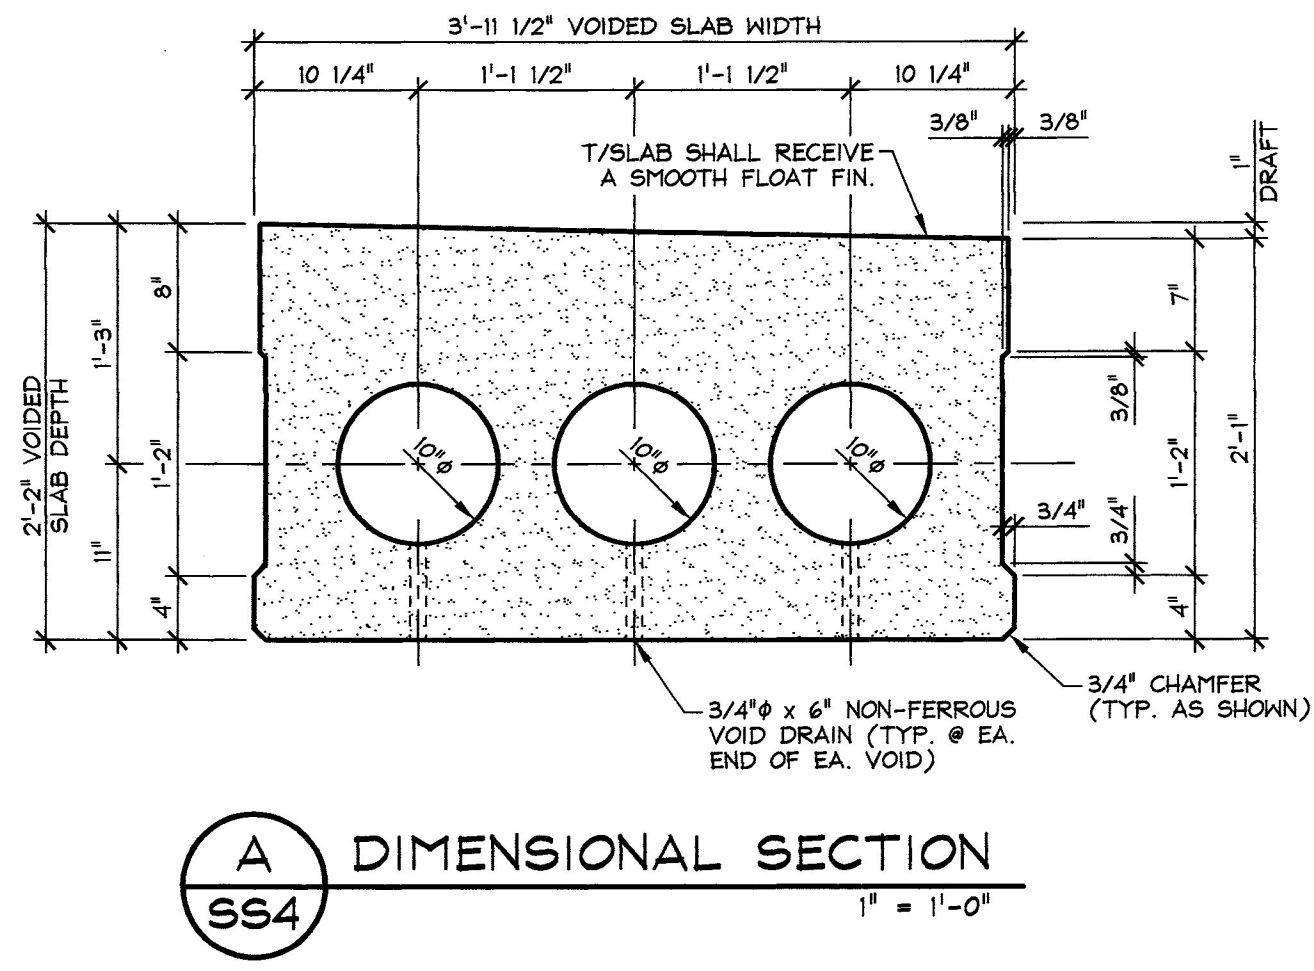 3'-11 1/2" VOIDED SLAB WIDTH
10 1/4"
1'-1 1/2"
1'-1 1/2"
10 1/4"
3/8"
3/8"
1"
DRAFT
T/SLAB SHALL RECEIVE
A SMOOTH FLOAT FIN.
8"
7"
1'-3"
2'-2" VOIDED
SLAB DEPTH
1'-2"
3/8"
10"ϕ
10"ϕ
10"ϕ
1'-2"
2'-1"
3/4"
3/4"
11"
4"
4"
3/4" CHAMFER
(TYP. AS SHOWN)
3/4"ϕ x 6" NON-FERROUS
VOID DRAIN (TYP. @ EA.
END OF EA. VOID)
A
SS4
DIMENSIONAL SECTION
1" = 1'-0"